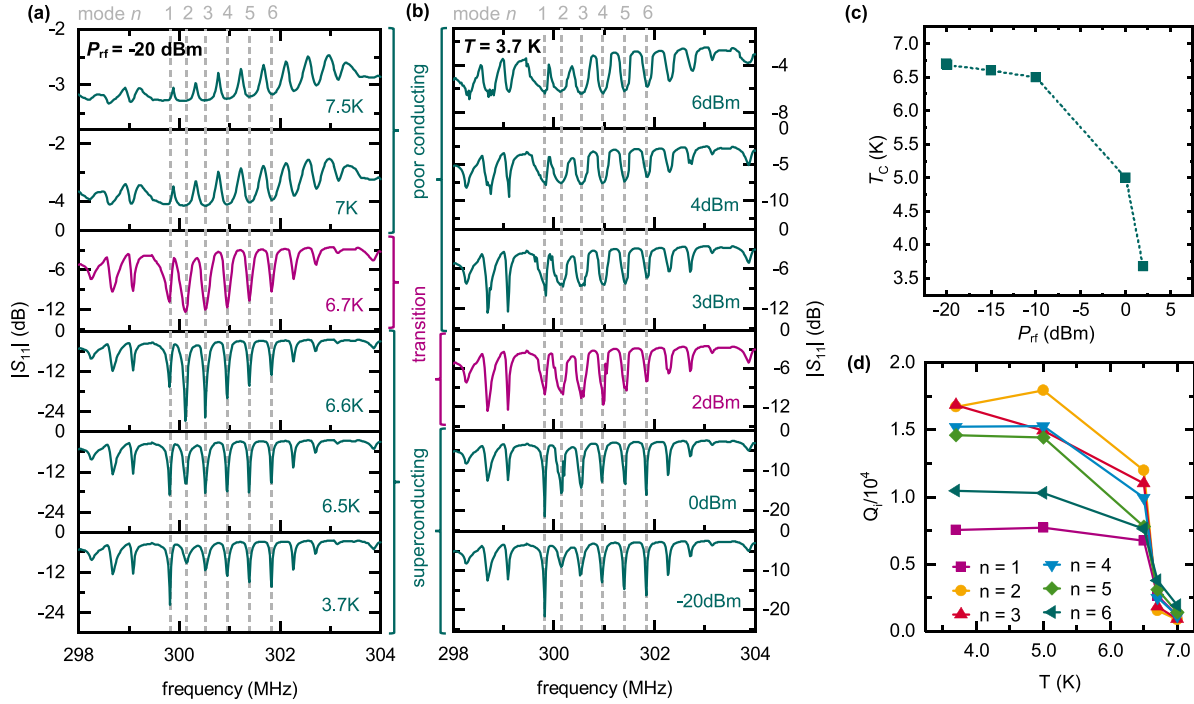 (a)
mode n 1 2 3 4 5 6
P_rf = -20 dBm
-2
-3
7.5K
-2
-4
7K
0
-6
-12
6.7K
0
-12
-24
6.6K
0
-12
-24
6.5K
0
-12
-24
3.7K
|S_11| (dB)
298 300 302 304
frequency (MHz)
poor conducting
transition
superconducting
(b)
mode n 1 2 3 4 5 6
T = 3.7 K
-4
-8
6dBm
0
-5
-10
4dBm
0
-6
-12
3dBm
0
-6
-12
2dBm
0
-10
-20
0dBm
0
-10
-20
-20dBm
|S_11| (dB)
298 300 302 304
frequency (MHz)
(c)
7.0
6.5
6.0
5.5
5.0
4.5
4.0
3.5
T_C (K)
-20 -15 -10 -5 0 5
P_rf (dBm)
(d)
2.0
1.5
1.0
0.5
0.0
Q_i/10^4
n = 1
n = 2
n = 3
n = 4
n = 5
n = 6
4.0 5.0 6.0 7.0
T (K)